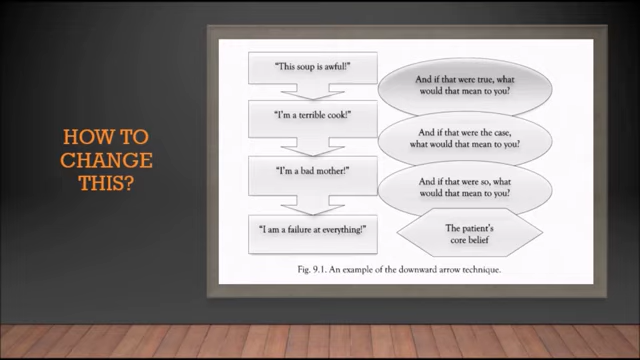 HOW TO
CHANGE
THIS?
"This soup is awful!"
And if that were true, what
would that mean to you?
"I'm a terrible cook!"
And if that were the case,
what would that mean to you?
"I'm a bad mother!"
And if that were so, what
would that mean to you?
"I am a failure at everything!"
The patient's
core belief
Fig. 9.1. An example of the downward arrow technique.